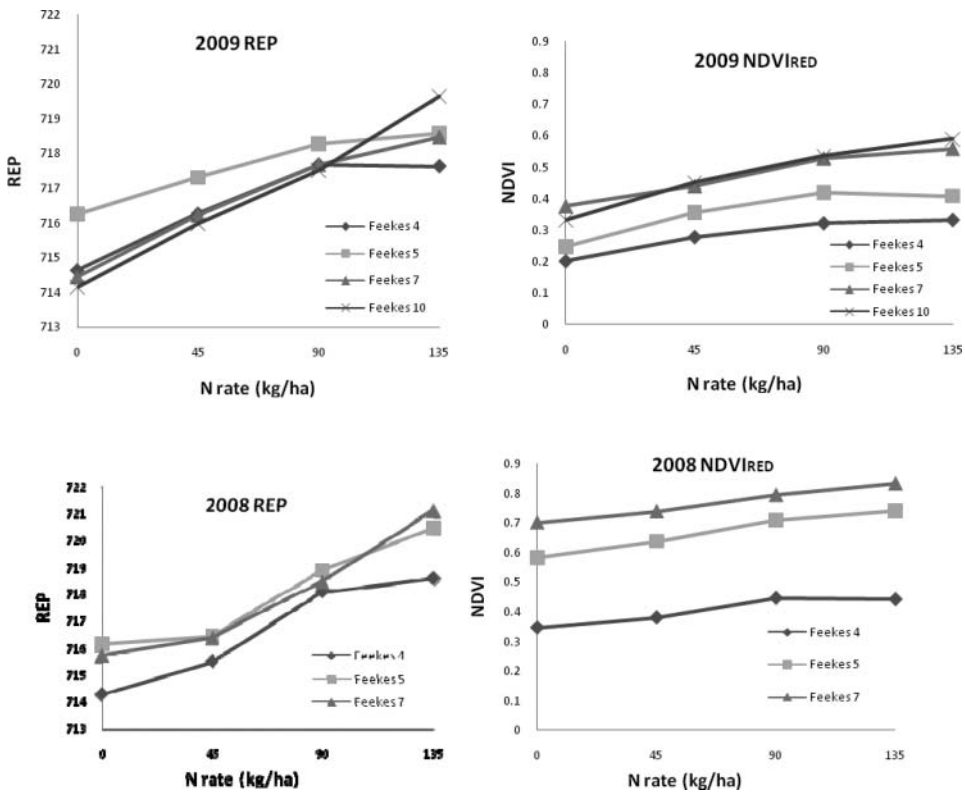 2009 REP
REP
722
721
720
719
718
717
716
715
714
713
0 45 90 135
N rate (kg/ha)
Feekes 4
Feekes 5
Feekes 7
Feekes 10
2009 NDVIRED
NDVI
0.9
0.8
0.7
0.6
0.5
0.4
0.3
0.2
0.1
0
0 45 90 135
N rate (kg/ha)
Feekes 4
Feekes 5
Feekes 7
Feekes 10
2008 REP
REP
722
721
720
719
718
717
716
715
714
713
0 45 90 135
N rate (kg/ha)
Feekes 4
Feekes 5
Feekes 7
2008 NDVIRED
NDVI
0.9
0.8
0.7
0.6
0.5
0.4
0.3
0.2
0.1
0
0 45 90 135
N rate (kg/ha)
Feekes 4
Feekes 5
Feekes 7